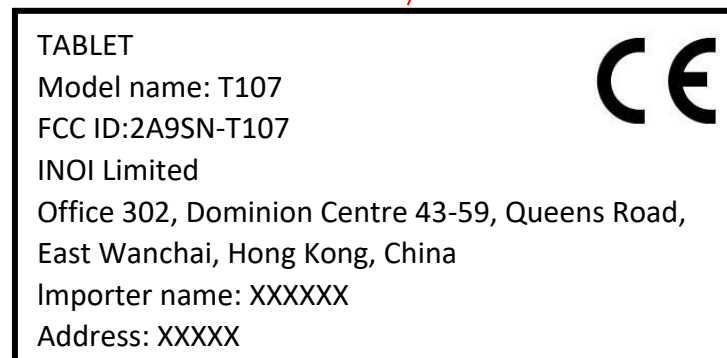 TABLET
Model name: T107
FCC ID:2A9SN-T107
INOI Limited
Office 302, Dominion Centre 43-59, Queens Road,
East Wanchai, Hong Kong, China
lmporter name: XXXXXX
Address: XXXXX
CE